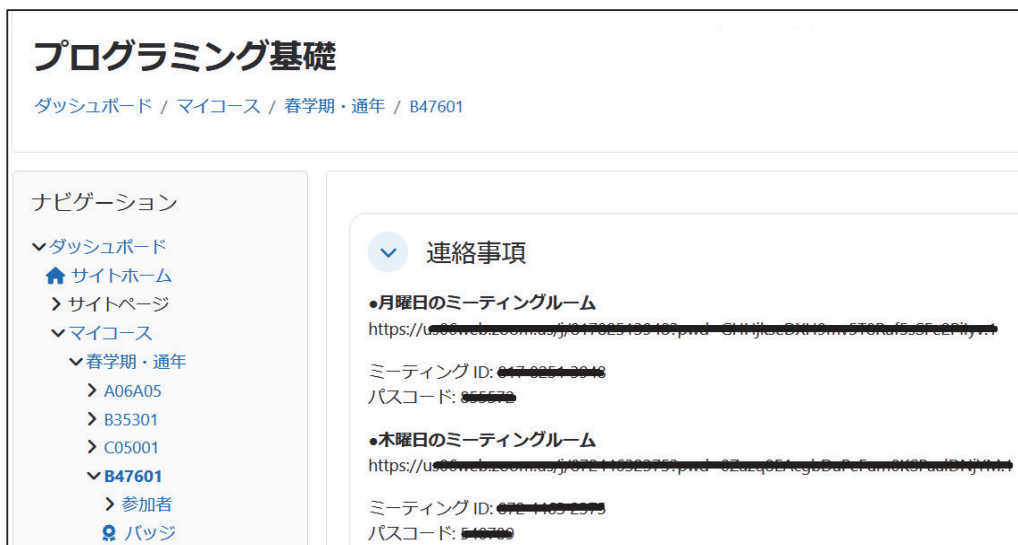 プログラミング基礎
ダッシュボード / マイコース / 春学期・通年 / B47601
ナビゲーション
ダッシュボード
サイトホーム
サイトページ
マイコース
春学期・通年
A06A05
B35301
C05001
B47601
参加者
バッジ
連絡事項
●月曜日のミーティングルーム
https://
ミーティング ID:
パスコード:
●木曜日のミーティングルーム
https://
ミーティング ID:
パスコード: